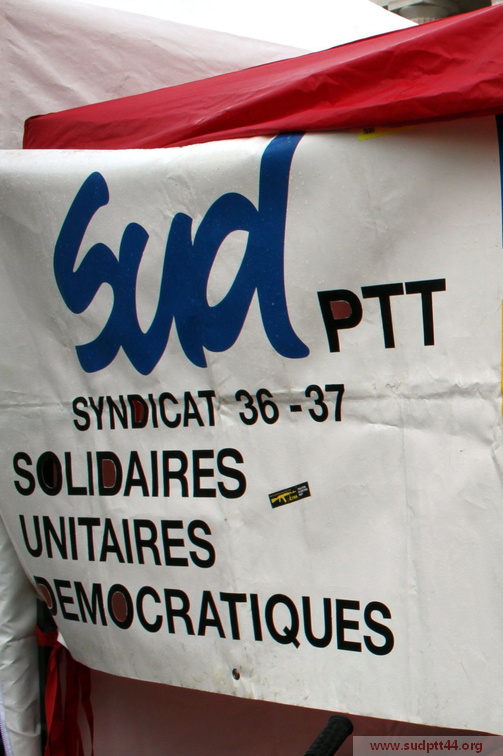 Sud PTT
SYNDICAT 36 - 37
SOLIDAIRES
UNITAIRES
DEMOCRATIQUES
www.sudptt44.org